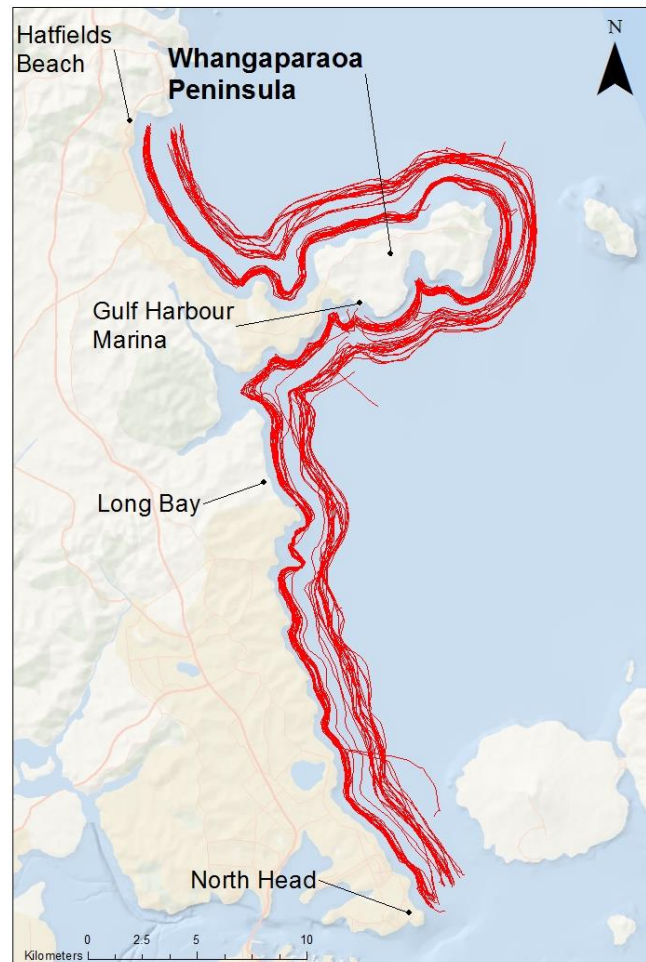 Hatfields
Beach
Whangaparaoa
Peninsula
N
Gulf Harbour
Marina
Long Bay
North Head
Kilometers
0 2.5 5 10